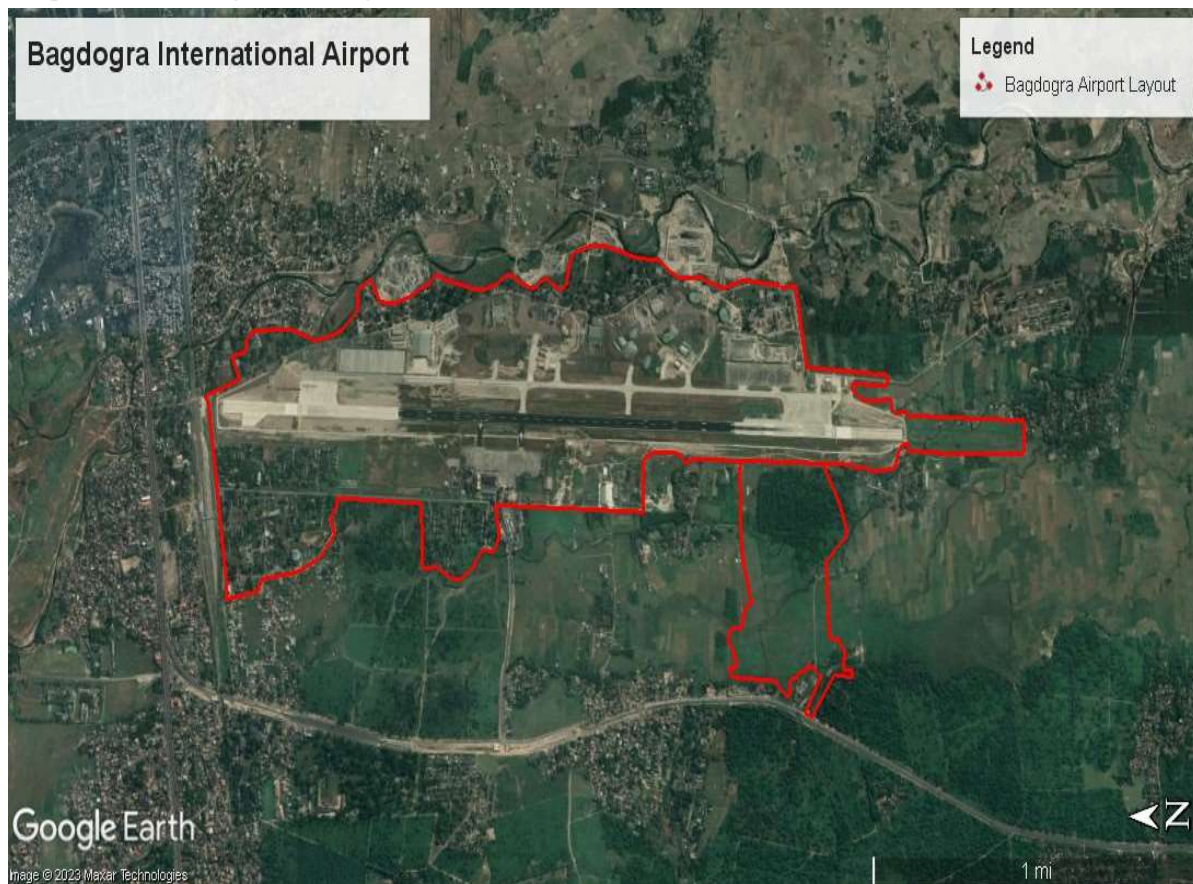 Bagdogra International Airport
Legend
Bagdogra Airport Layout
Google Earth
Image © 2023 Maxar Technologies
N
1 mi